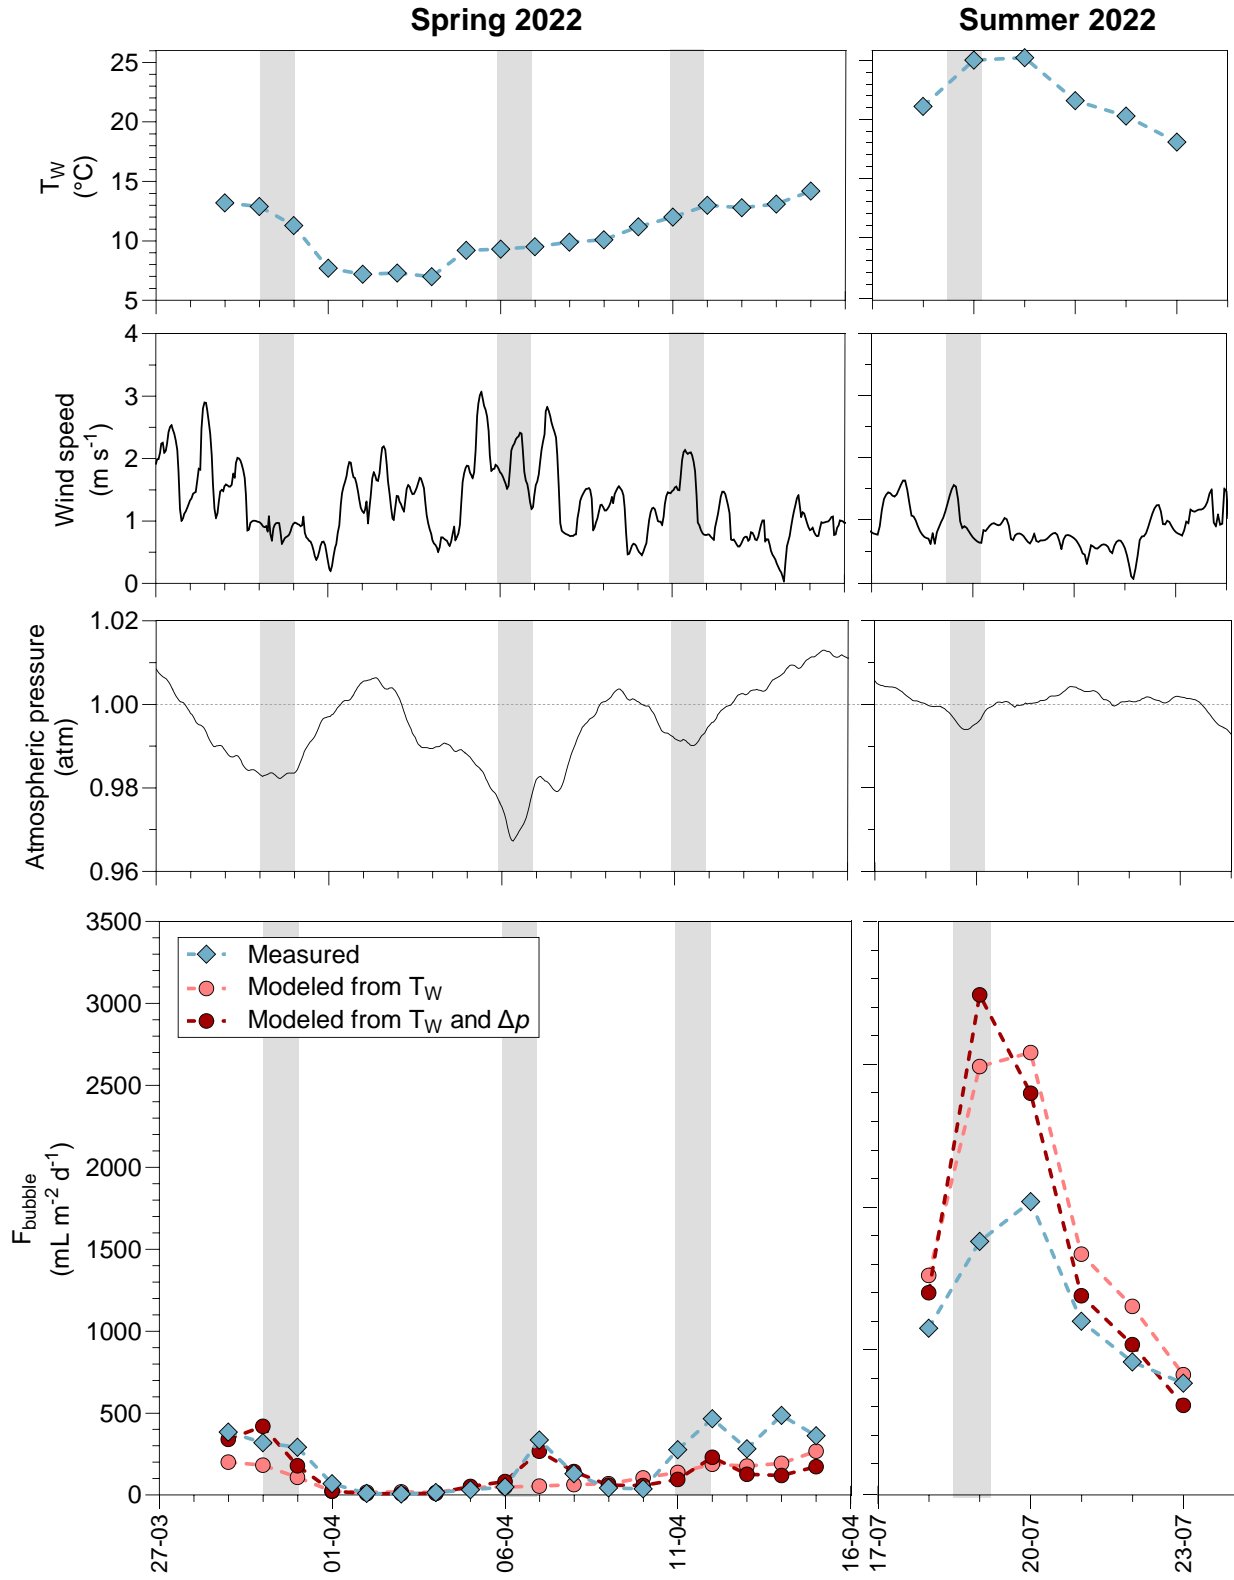 Spring 2022
Summer 2022
25
20
15
10
5
T_W
(°C)
4
3
2
1
0
Wind speed
(m s⁻¹)
1.02
1.00
0.98
0.96
Atmospheric pressure
(atm)
3500
3000
2500
2000
1500
1000
500
0
F_bubble
(mL m⁻² d⁻¹)
Measured
Modeled from T_W
Modeled from T_W and Δp
27-03
01-04
06-04
11-04
16-04
17-07
20-07
23-07